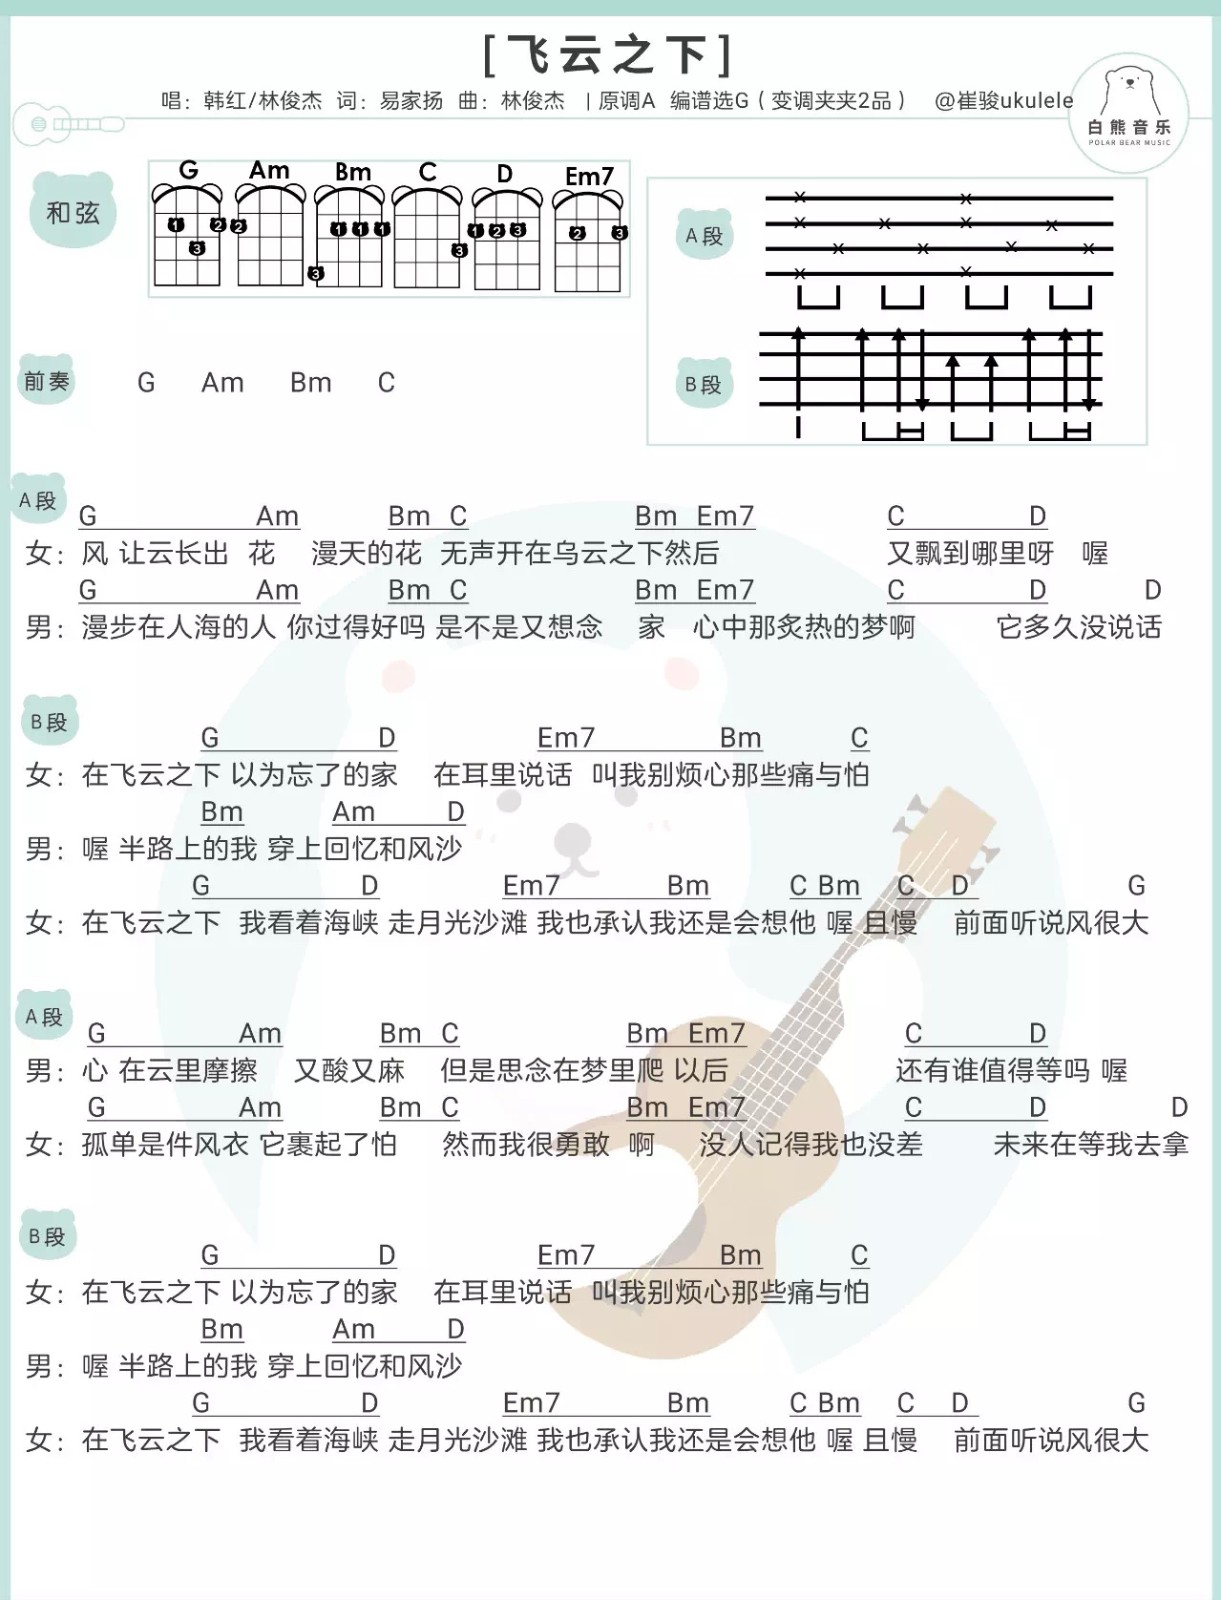 [飞云之下]
唱：韩红/林俊杰 词：易家扬 曲：林俊杰 | 原调A 编谱选G（变调夹夹2品） @崔骏ukulele
白熊音乐
POLAR BEAR MUSIC
和弦
G Am Bm C D Em7
1 2 3 2 1 1 1 3 3 1 2 3 2 3
A段
B段
前奏 G Am Bm C
A段
G Am Bm C Bm Em7 C D
女：风 让云长出 花 漫天的花 无声开在乌云之下然后 又飘到哪里呀 喔
G Am Bm C Bm Em7 C D D
男：漫步在人海的人 你过得好吗 是不是又想念 家 心中那炙热的梦啊 它多久没说话
B段
G D Em7 Bm C
女：在飞云之下 以为忘了的家 在耳里说话 叫我别烦心那些痛与怕
Bm Am D
男：喔 半路上的我 穿上回忆和风沙
G D Em7 Bm C Bm C D G
女：在飞云之下 我看着海峡 走月光沙滩 我也承认我还是会想他 喔 且慢 前面听说风很大
A段
G Am Bm C Bm Em7 C D
男：心 在云里摩擦 又酸又麻 但是思念在梦里爬 以后 还有谁值得等吗 喔
G Am Bm C Bm Em7 C D D
女：孤单是件风衣 它裹起了怕 然而我很勇敢 啊 没人记得我也没差 未来在等我去拿
B段
G D Em7 Bm C
女：在飞云之下 以为忘了的家 在耳里说话 叫我别烦心那些痛与怕
Bm Am D
男：喔 半路上的我 穿上回忆和风沙
G D Em7 Bm C Bm C D G
女：在飞云之下 我看着海峡 走月光沙滩 我也承认我还是会想他 喔 且慢 前面听说风很大